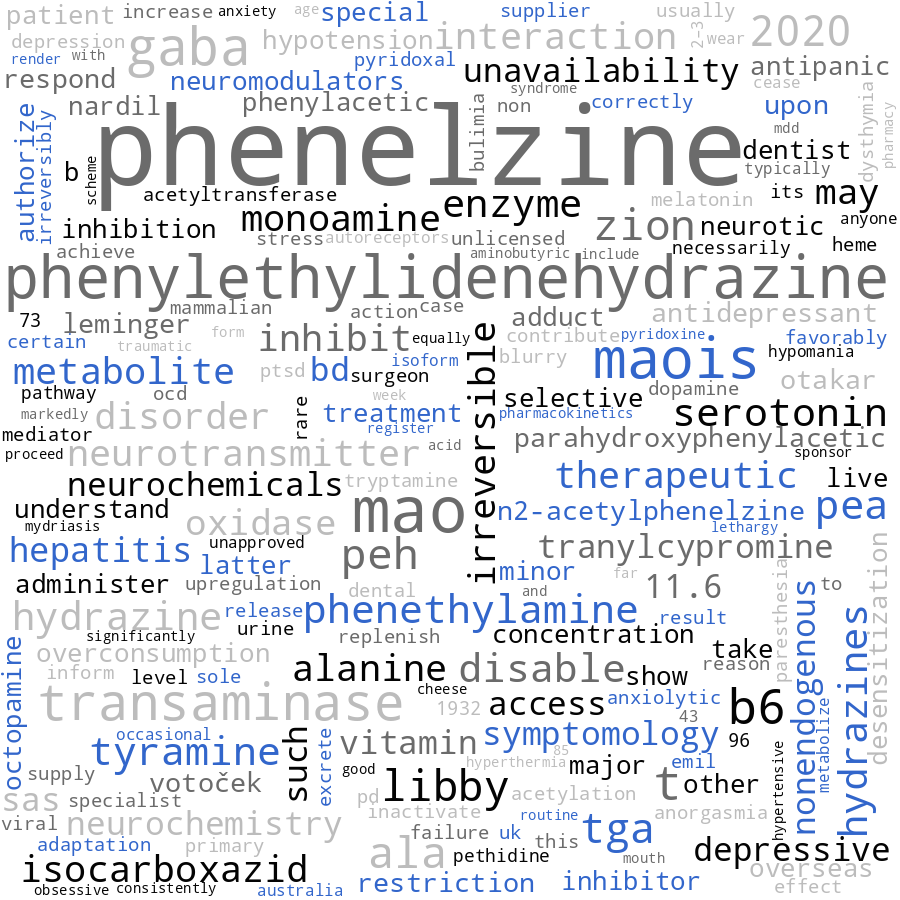 patient increase anxiety age special supplier usually
depression with gaba hypotension interaction 2-3 wear 2020
render pyridoxal
respond neuromodulators unavailability antipanic
nardil phenylacetic bulimia non syndrome correctly cease upon
authorize irreversibly phenelzine mdd dysthymia pharmacy
b scheme dentist typically
acetyltransferase enzyme melatonin its may
inhibition monoamine zion neurotic anyone
stress autoreceptors unlicensed necessarily heme
achieve aminobutyric include
phenylethylidenehydrazine
mammalian action case
73 leminger inhibit equally adduct antidepressant
certain traumatic form irreversible contribute pyridoxine favorably
metabolite ptsd bd isoform blurry maois hypomania
pathway ocd surgeon selective dopamine otakar
week
markedly disorder rare treatment pharmacokinetics serotonin
mediator register parahydroxyphenylacetic
proceed neurotransmitter acid sponsor
neurochemicals tryptamine therapeutic live
understand mao n2-acetylphenelzine pea
mydriasis oxidase lethargy
hepatitis unapproved peh tranylcypromine
latter minor far desensitization
administer upregulation dental and 11.6 paresthesia to
hydrazine release phenethylamine result nonendogenous hydrazines
significantly urine replenish concentration take
octopamine overconsumption reason
inform level sole alanine disable show
transaminase cheese 1932 access anxiolytic b6
43
occasional such excrete vitamin symptomology 96 metabolize
tyramine 85
supply votoček good hyperthermia major emil
libby t other hypertensive
sas specialist pd acetylation
viral neurochemistry inactivate routine anorgasmia
failure uk this tga
adaptation primary ala pethidine mouth depressive
isocarboxazid overseas
obsessive consistently australia restriction inhibitor effect